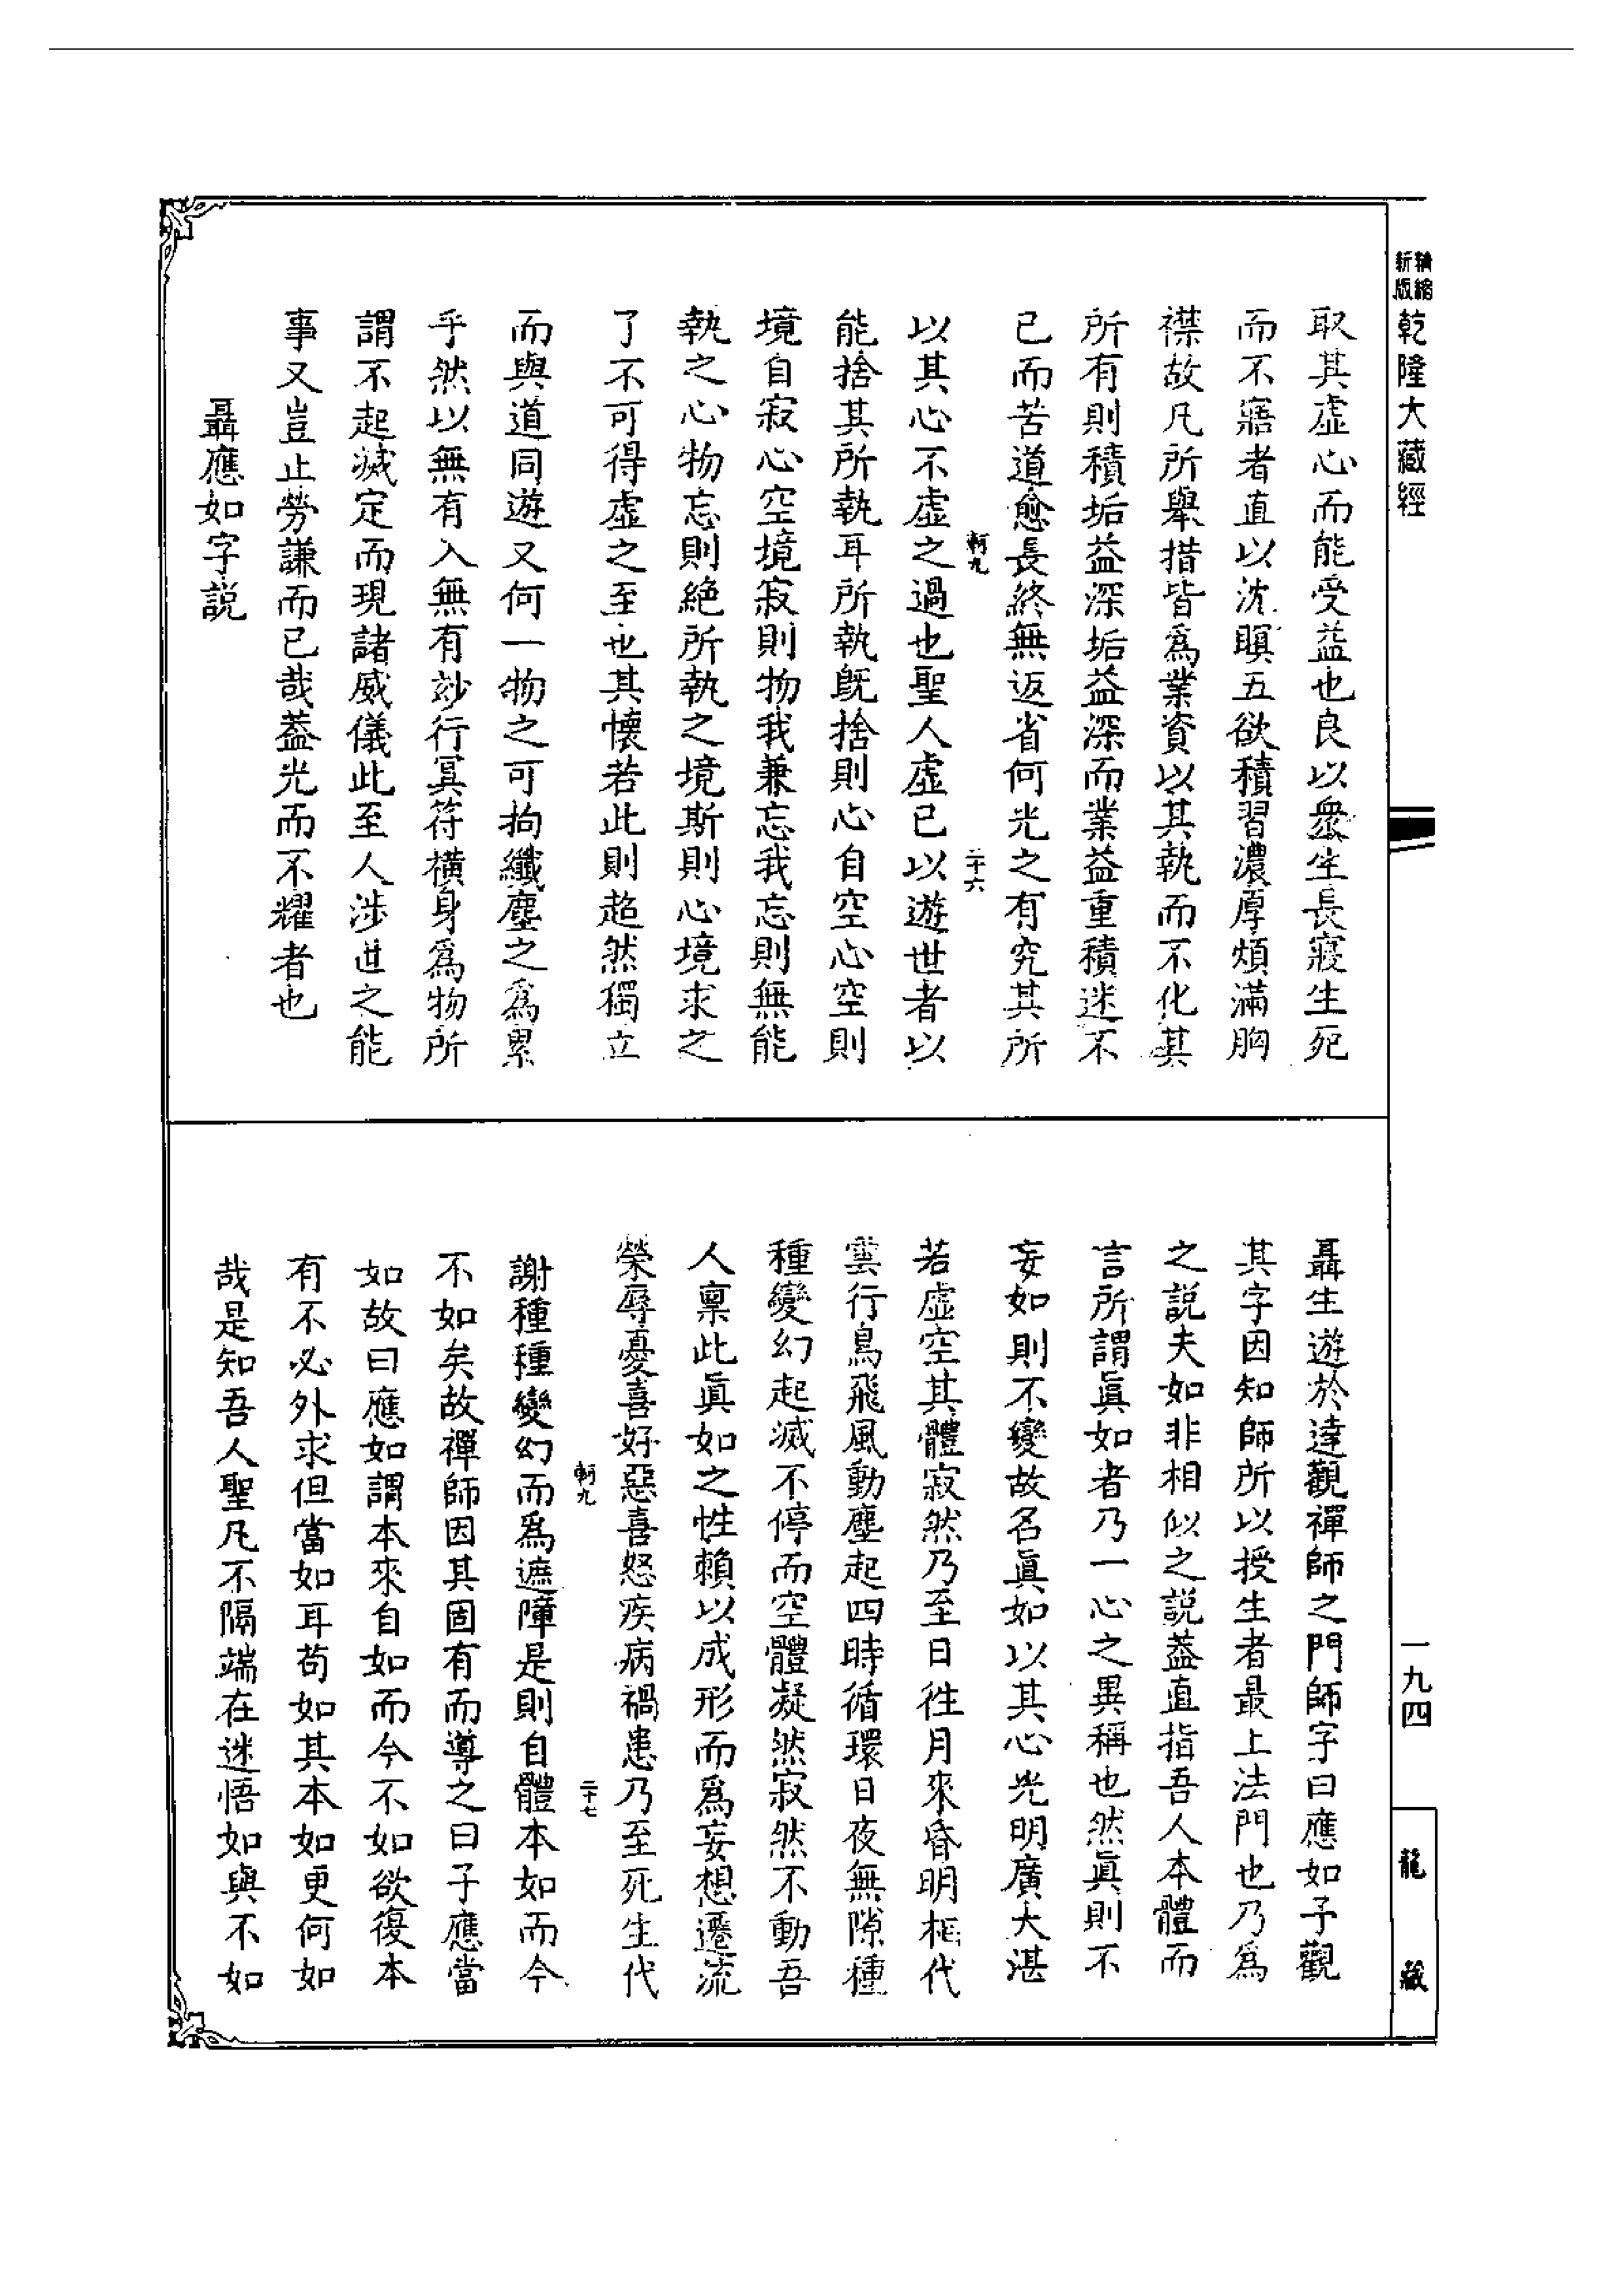 精縮新版乾隆大藏經
取其虛心而能受益也良以衆生長寢生死
而不寤者直以沈瞑五欲積習濃厚煩滿胸
襟故凡所舉措皆爲業資以其執而不化其
所有則積垢益深垢益深而業益重積迷不
已而苦道愈長終無返省何光之有究其所
以其心不虛之過也聖人虛已以遊世者以
軻九 二十六
能捨其所執耳所執旣捨則心自空心空則
境自寂心空境寂則物我兼忘我忘則無能
執之心物忘則絶所執之境斯則心境求之
了不可得虛之至也其懷若此則超然獨立
而與道同遊又何一物之可拘纖塵之爲累
乎然以無有入無有玅行冥符橫身爲物所
謂不起滅定而現諸威儀此至人涉世之能
事又豈止勞謙而已哉葢光而不耀者也
聶應如字說
聶生遊於達觀禪師之門師字曰應如予觀
其字因知師所以授生者最上法門也乃爲
之說夫如非相似之說葢直指吾人本體而
言所謂眞如者乃一心之異稱也然眞則不
妄如則不變故名眞如以其心光明廣大湛
若虛空其體寂然乃至日往月來昏明相代
雲行鳥飛風動塵起四時循環日夜無隙種
種變幻起滅不停而空體凝然寂然不動吾
人稟此眞如之性賴以成形而爲妄想遷流
榮辱憂喜好惡喜怒疾病禍患乃至死生代
軻九 二十七
謝種種變幻而爲遮障是則自體本如而今
不如矣故禪師因其固有而導之曰子應當
如故曰應如謂本來自如而今不如欲復本
有不必外求但當如耳苟如其本如更何如
哉是知吾人聖凡不隔端在迷悟如與不如
一九四
龍藏